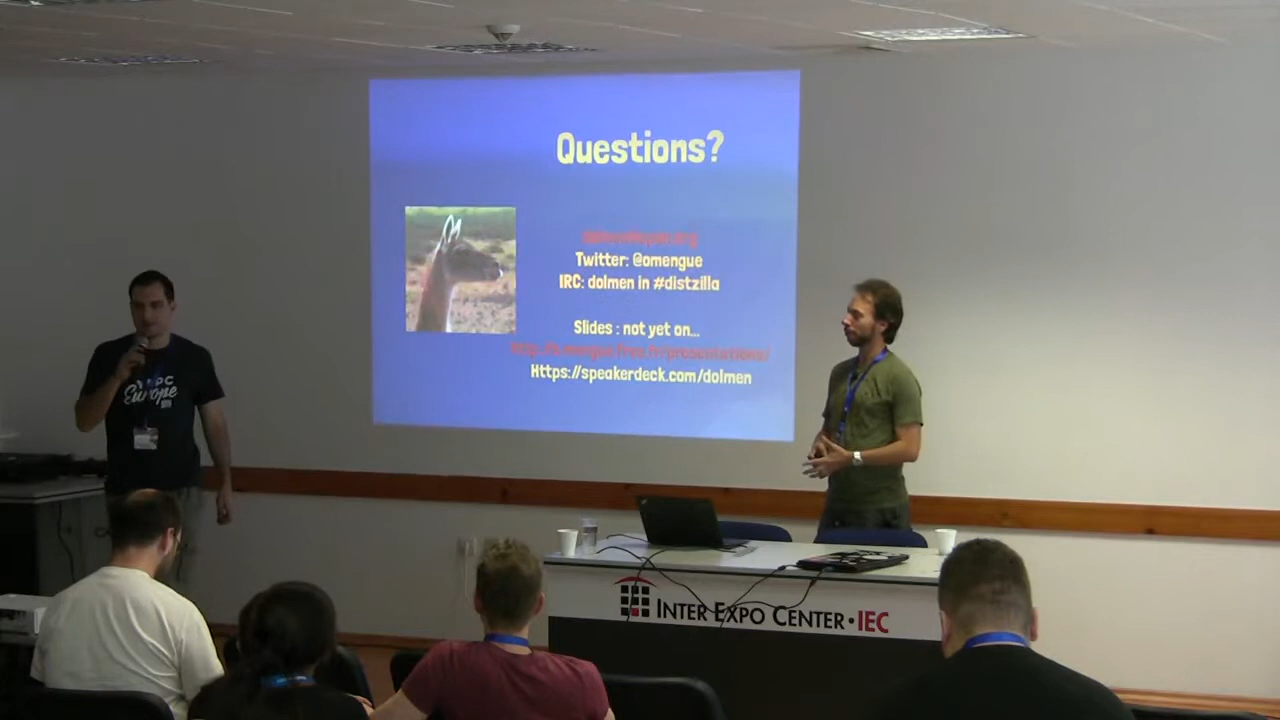 Questions?
Twitter: @omengue
IRC: dolmen in #distzilla
Slides : not yet on...
Https://speakerdeck.com/dolmen
YAPC
Europe
INTER EXPO CENTER • IEC